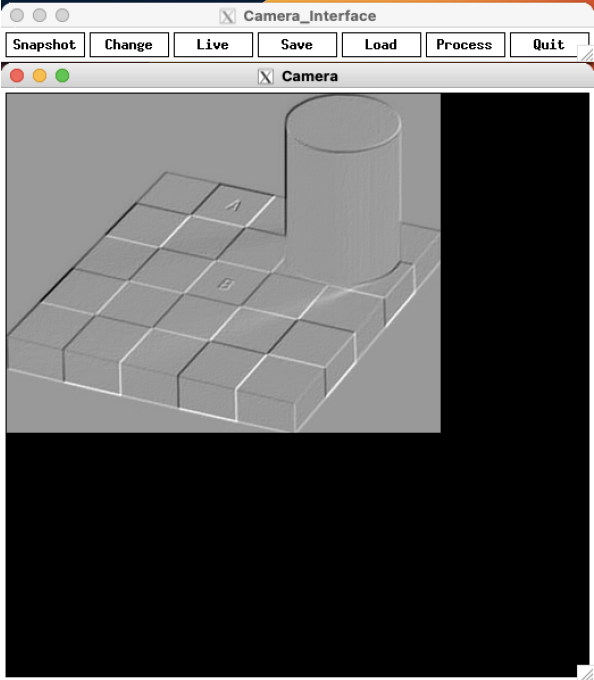 Camera_Interface
Snapshot Change Live Save Load Process Quit
Camera
A
B